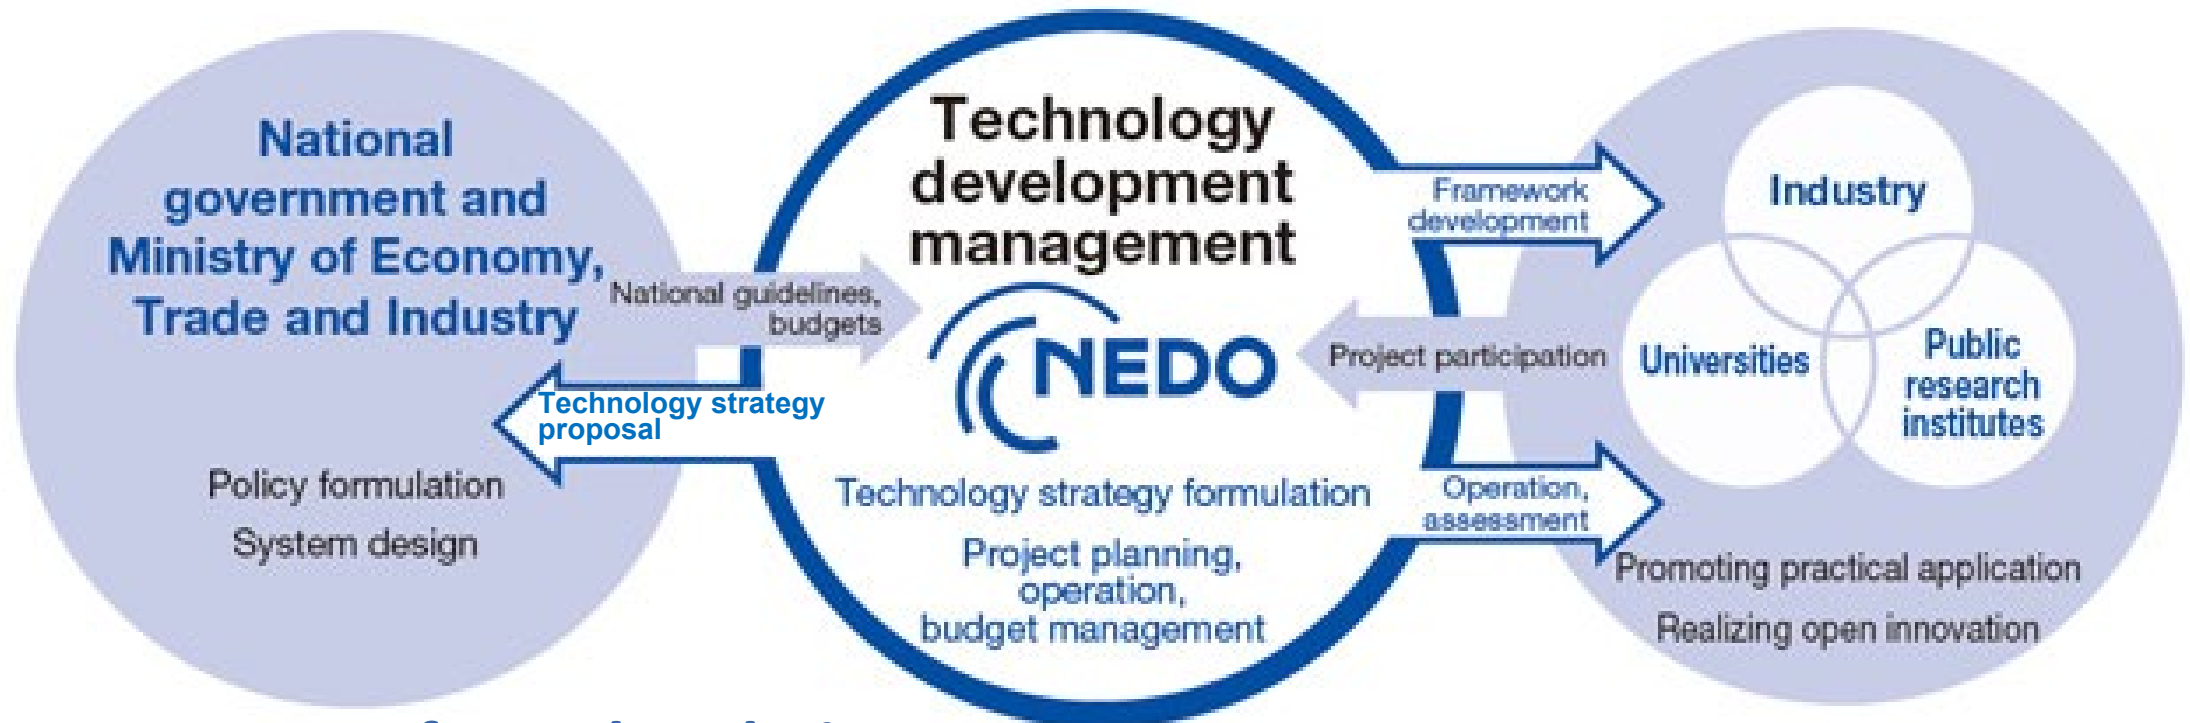 National
government and
Ministry of Economy,
Trade and Industry
Policy formulation
System design
National guidelines,
budgets
Technology strategy
proposal
Technology
development
management
NEDO
Technology strategy formulation
Project planning,
operation,
budget management
Framework
development
Project participation
Operation,
assessment
Industry
Universities
Public
research
institutes
Promoting practical application
Realizing open innovation